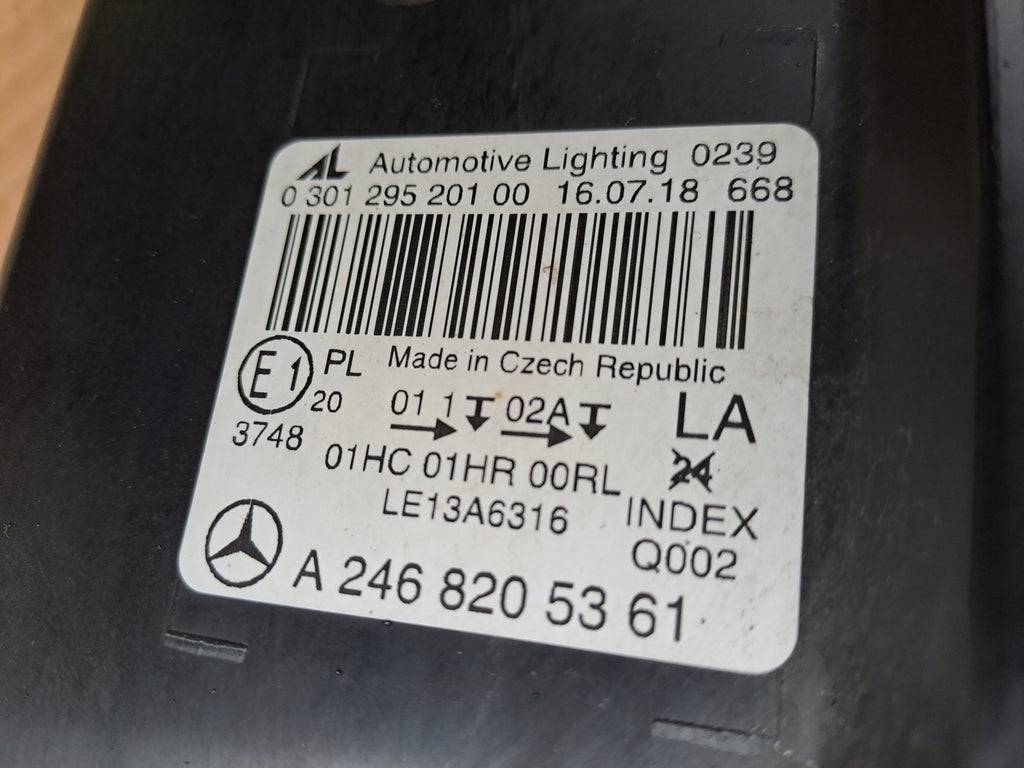 AL Automotive Lighting 0239
0 301 295 201 00 16.07.18 668
E1 PL Made in Czech Republic
20 01 1 02A LA
3748
01HC 01HR 00RL 24
LE13A6316 INDEX
Q002
A 246 820 53 61